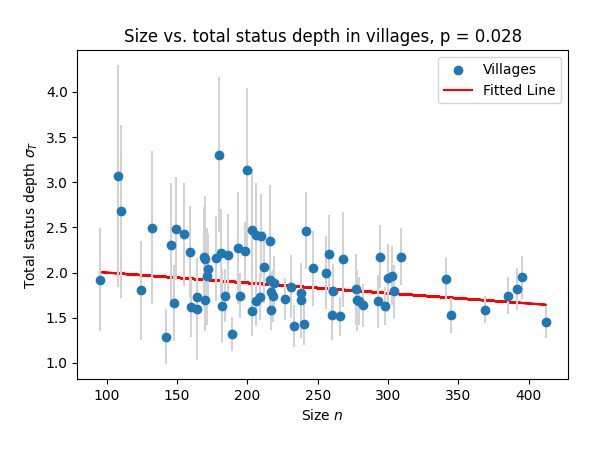 Size vs. total status depth in villages, p = 0.028
Villages
Fitted Line
Total status depth σ_T
4.0
3.5
3.0
2.5
2.0
1.5
1.0
100 150 200 250 300 350 400
Size n